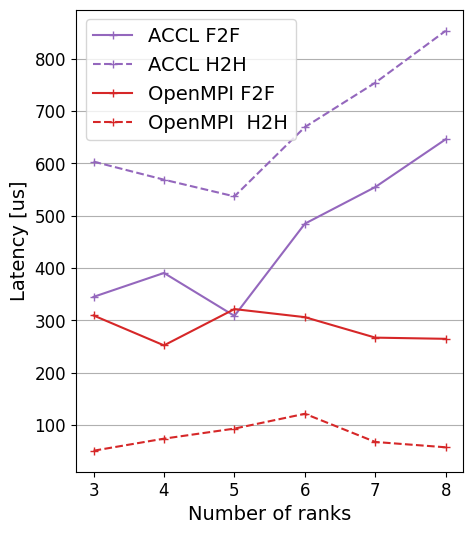 ACCL F2F
ACCL H2H
OpenMPI F2F
OpenMPI  H2H
800
700
600
500
400
300
200
100
Latency [us]
3 4 5 6 7 8
Number of ranks